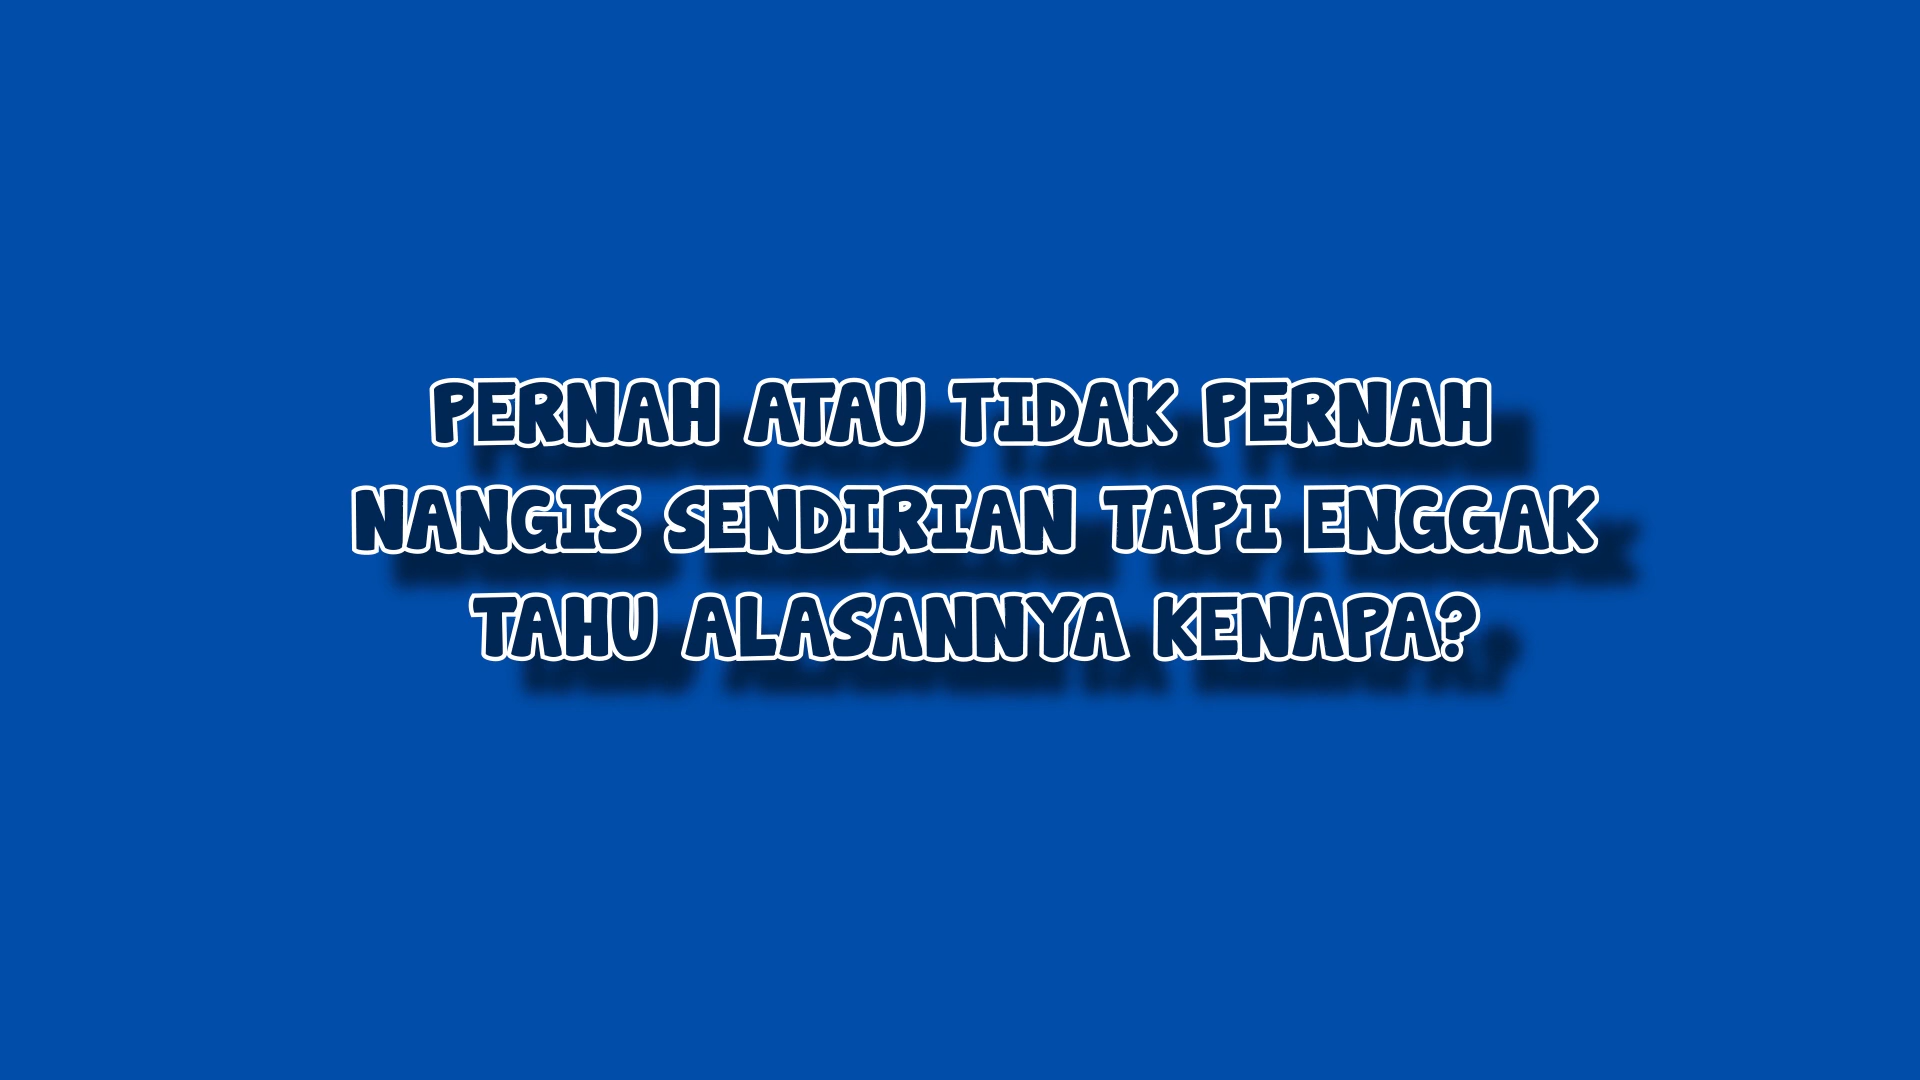 PERNAH ATAU TIDAK PERNAH
NANGIS SENDIRIAN TAPI ENGGAK
TAHU ALASANNYA KENAPA?